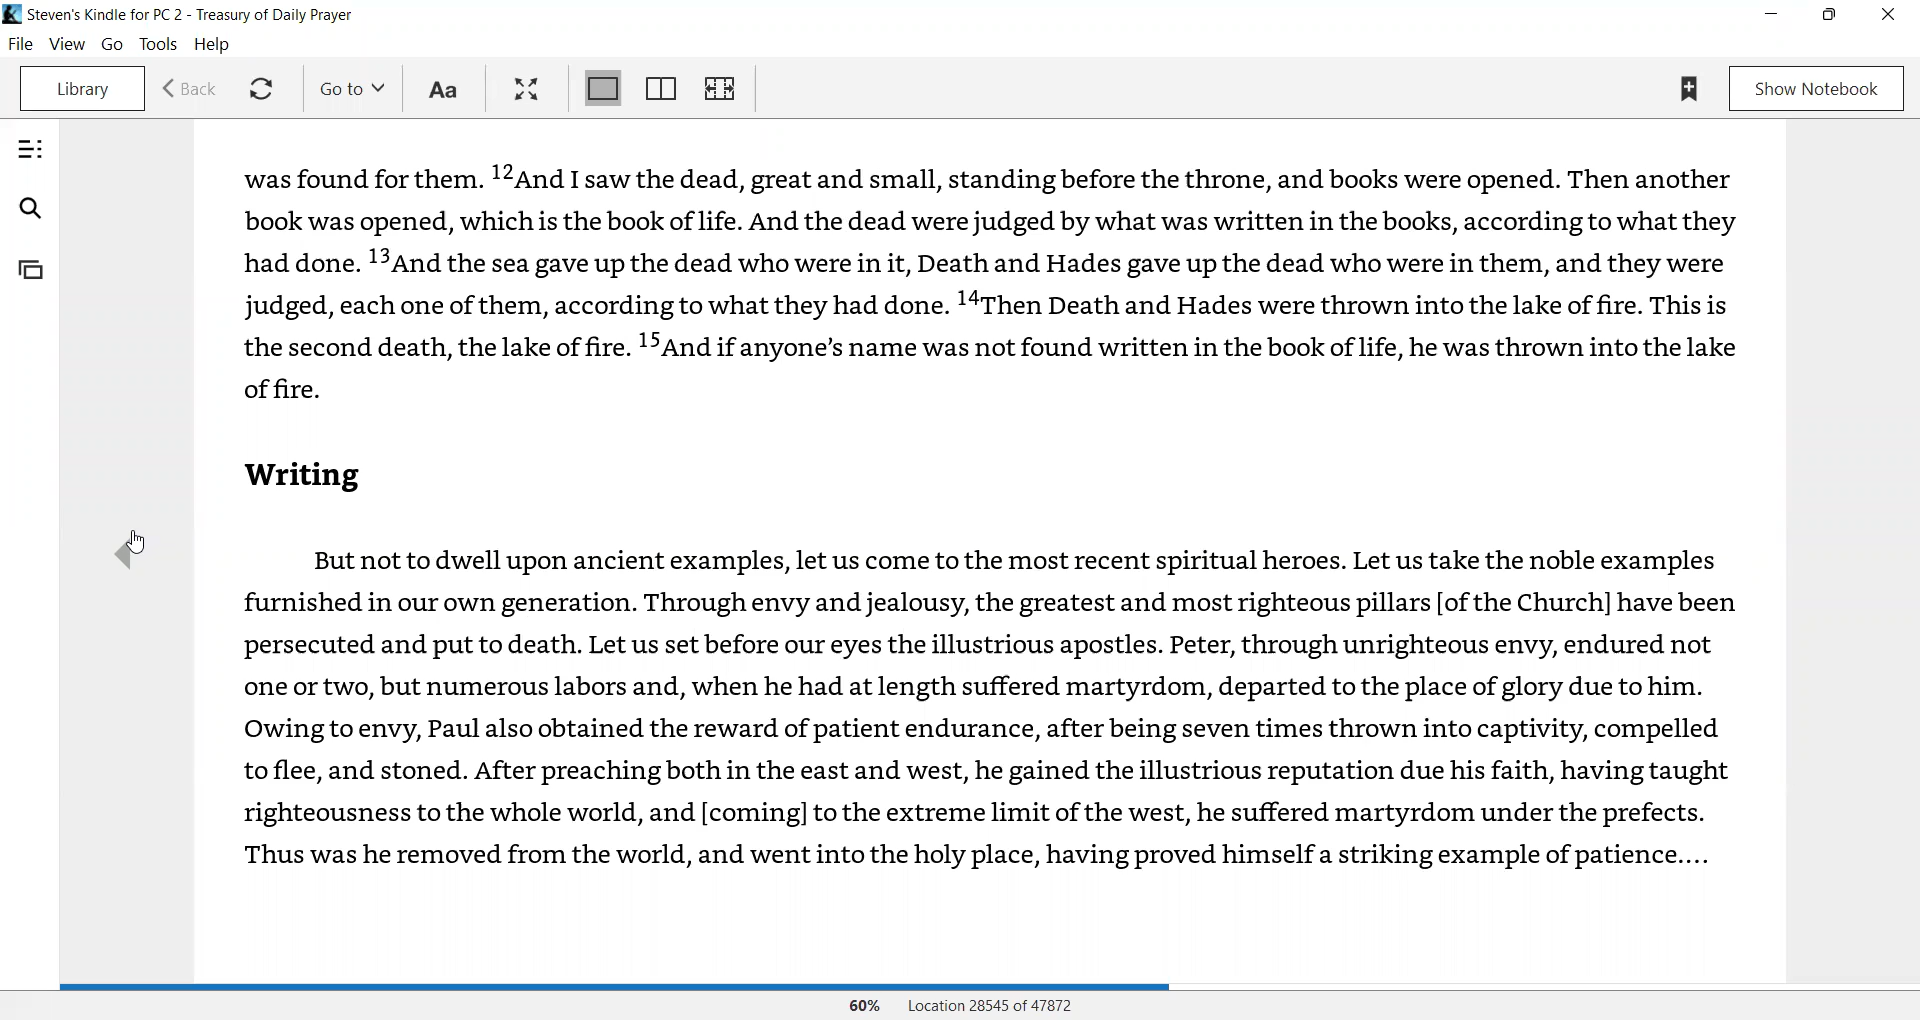 Steven's Kindle for PC 2 - Treasury of Daily Prayer
File View Go Tools Help
Library Back Go to Aa Show Notebook
was found for them. 12And I saw the dead, great and small, standing before the throne, and books were opened. Then another
book was opened, which is the book of life. And the dead were judged by what was written in the books, according to what they
had done. 13And the sea gave up the dead who were in it, Death and Hades gave up the dead who were in them, and they were
judged, each one of them, according to what they had done. 14Then Death and Hades were thrown into the lake of fire. This is
the second death, the lake of fire. 15And if anyone’s name was not found written in the book of life, he was thrown into the lake
of fire.
Writing
But not to dwell upon ancient examples, let us come to the most recent spiritual heroes. Let us take the noble examples
furnished in our own generation. Through envy and jealousy, the greatest and most righteous pillars [of the Church] have been
persecuted and put to death. Let us set before our eyes the illustrious apostles. Peter, through unrighteous envy, endured not
one or two, but numerous labors and, when he had at length suffered martyrdom, departed to the place of glory due to him.
Owing to envy, Paul also obtained the reward of patient endurance, after being seven times thrown into captivity, compelled
to flee, and stoned. After preaching both in the east and west, he gained the illustrious reputation due his faith, having taught
righteousness to the whole world, and [coming] to the extreme limit of the west, he suffered martyrdom under the prefects.
Thus was he removed from the world, and went into the holy place, having proved himself a striking example of patience....
60% Location 28545 of 47872